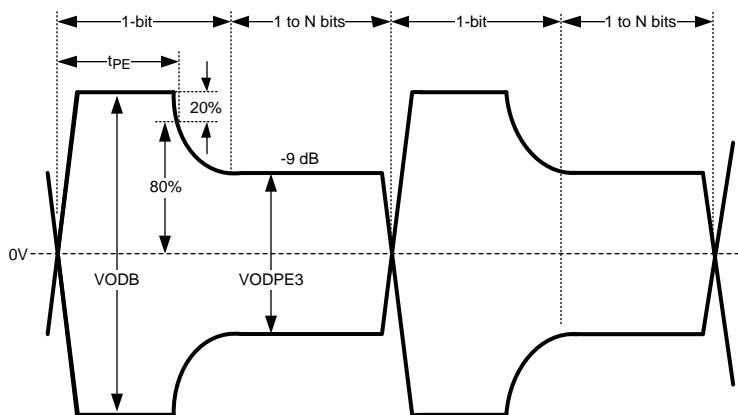 1-bit
1 to N bits
1-bit
1 to N bits
tPE
20%
-9 dB
80%
0V
VODB
VODPE3